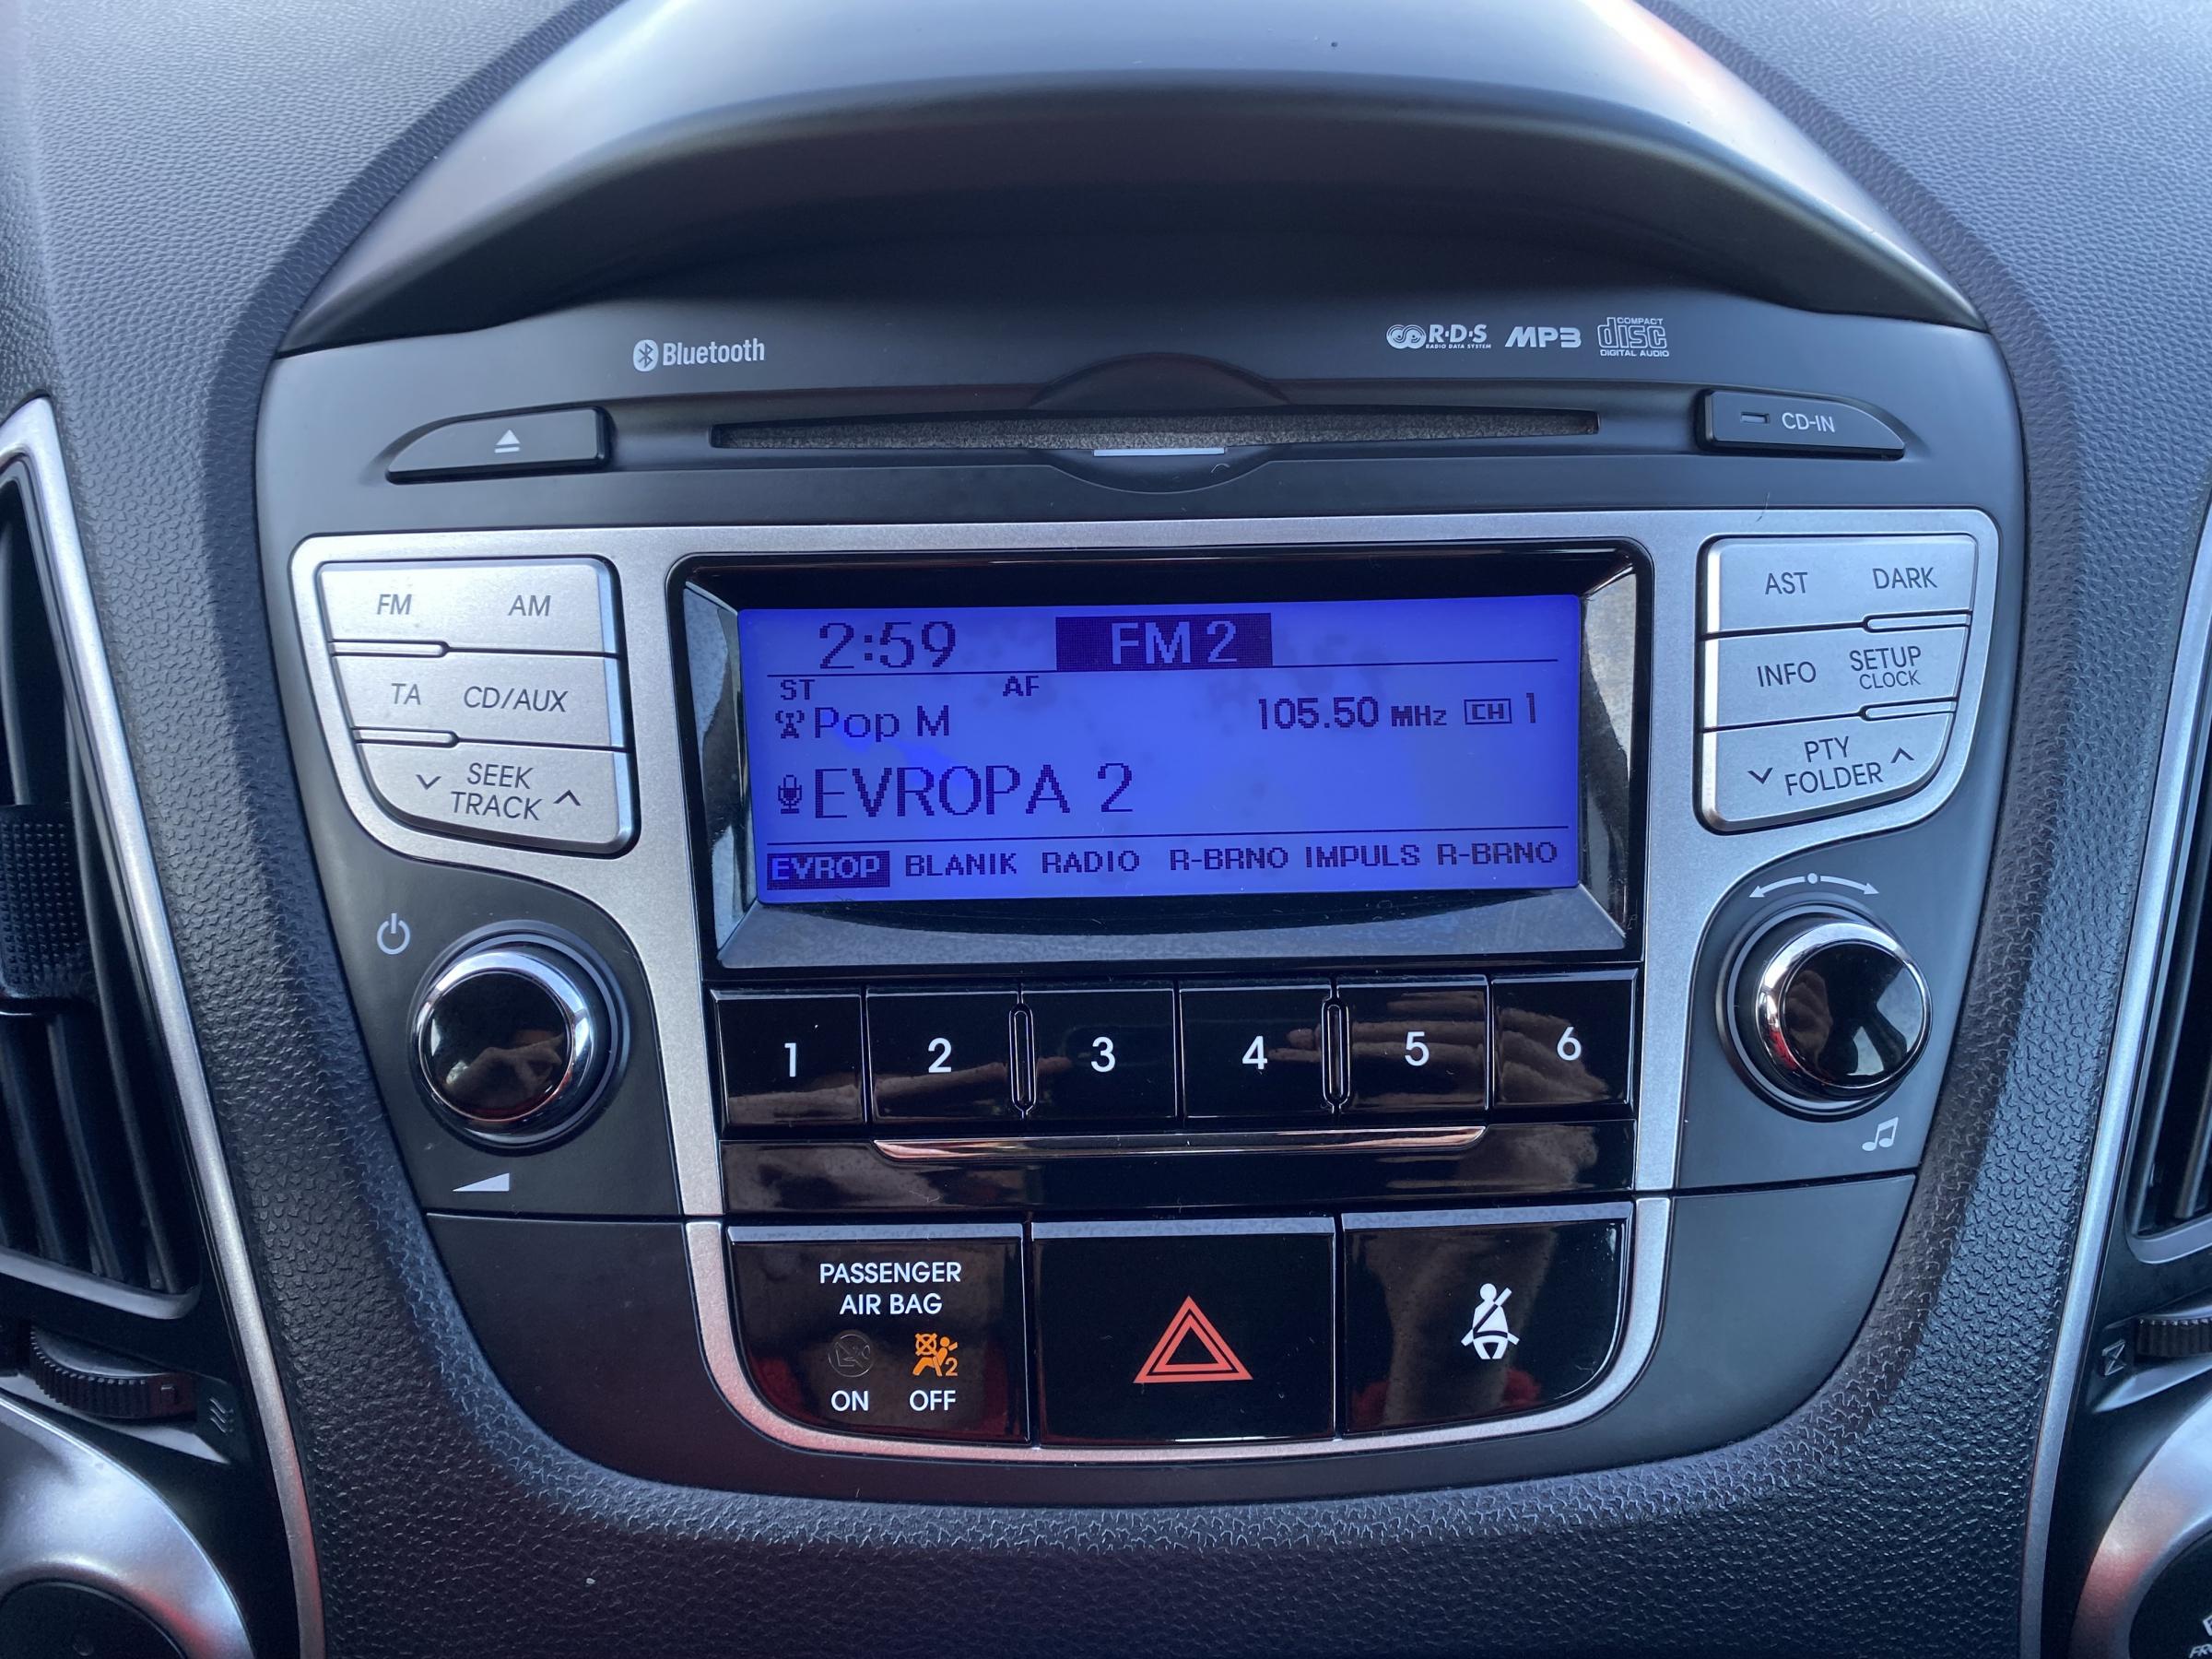 Bluetooth
R·D·S
RADIO DATA SYSTEM
MP3
COMPACT
disc
DIGITAL AUDIO
CD-IN
FM AM
TA CD/AUX
SEEK
TRACK
2:59 FM 2
ST AF
Pop M 105.50 MHz CH 1
EVROPA 2
EVROP BLANIK RADIO R-BRNO IMPULS R-BRNO
AST DARK
INFO SETUP
CLOCK
PTY
FOLDER
1 2 3 4 5 6
PASSENGER
AIR BAG
2
ON OFF